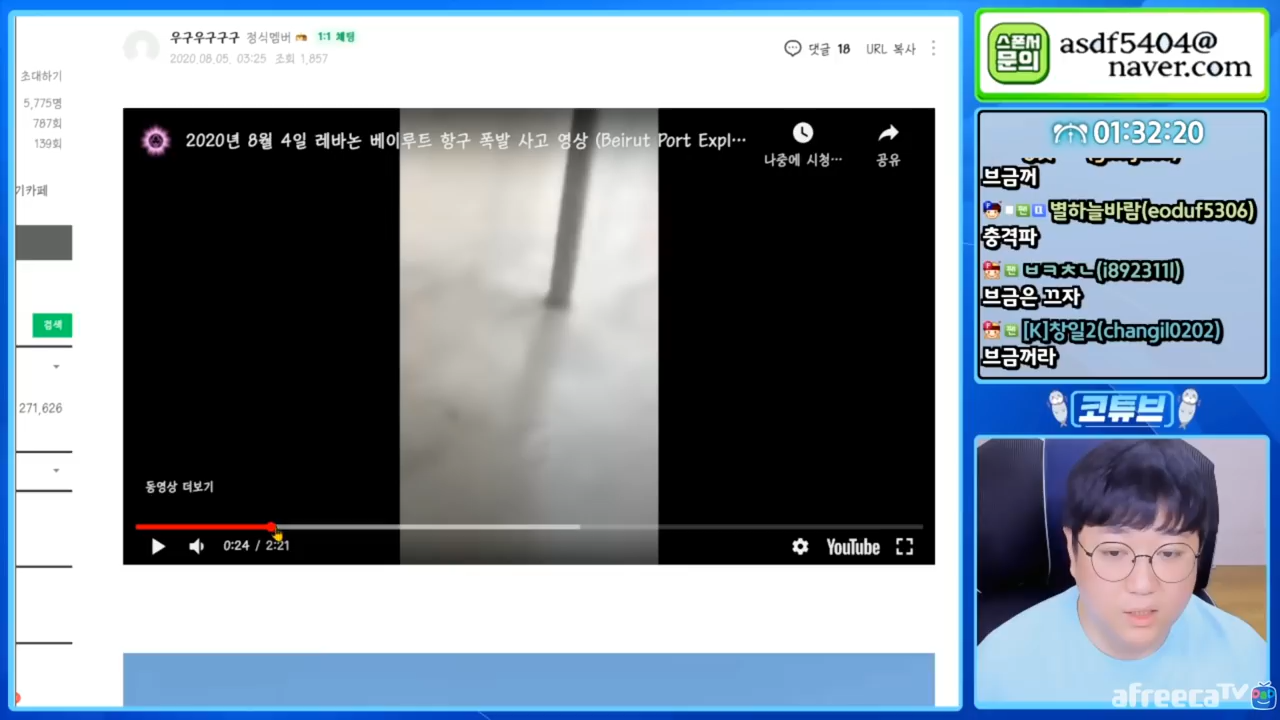 우구우구구구 정식멤버 1:1 채팅
2020.08.05. 03:25 조회 1,857
댓글 18 URL 복사
초대하기
5,775명
787회
139회
기카페
검색
271,626
2020년 8월 4일 레바논 베이루트 항구 폭발 사고 영상 (Beirut Port Expl…
나중에 시청…
공유
동영상 더보기
0:24 / 2:21
YouTube
스폰서
문의
asdf5404@
naver.com
01:32:20
브금꺼
별하늘바람(eoduf5306)
충격파
ㅂㅋㅊㄴ(i892311l)
브금은 끄자
[K]창일2(changil0202)
브금꺼라
코튜브
afreecaTV